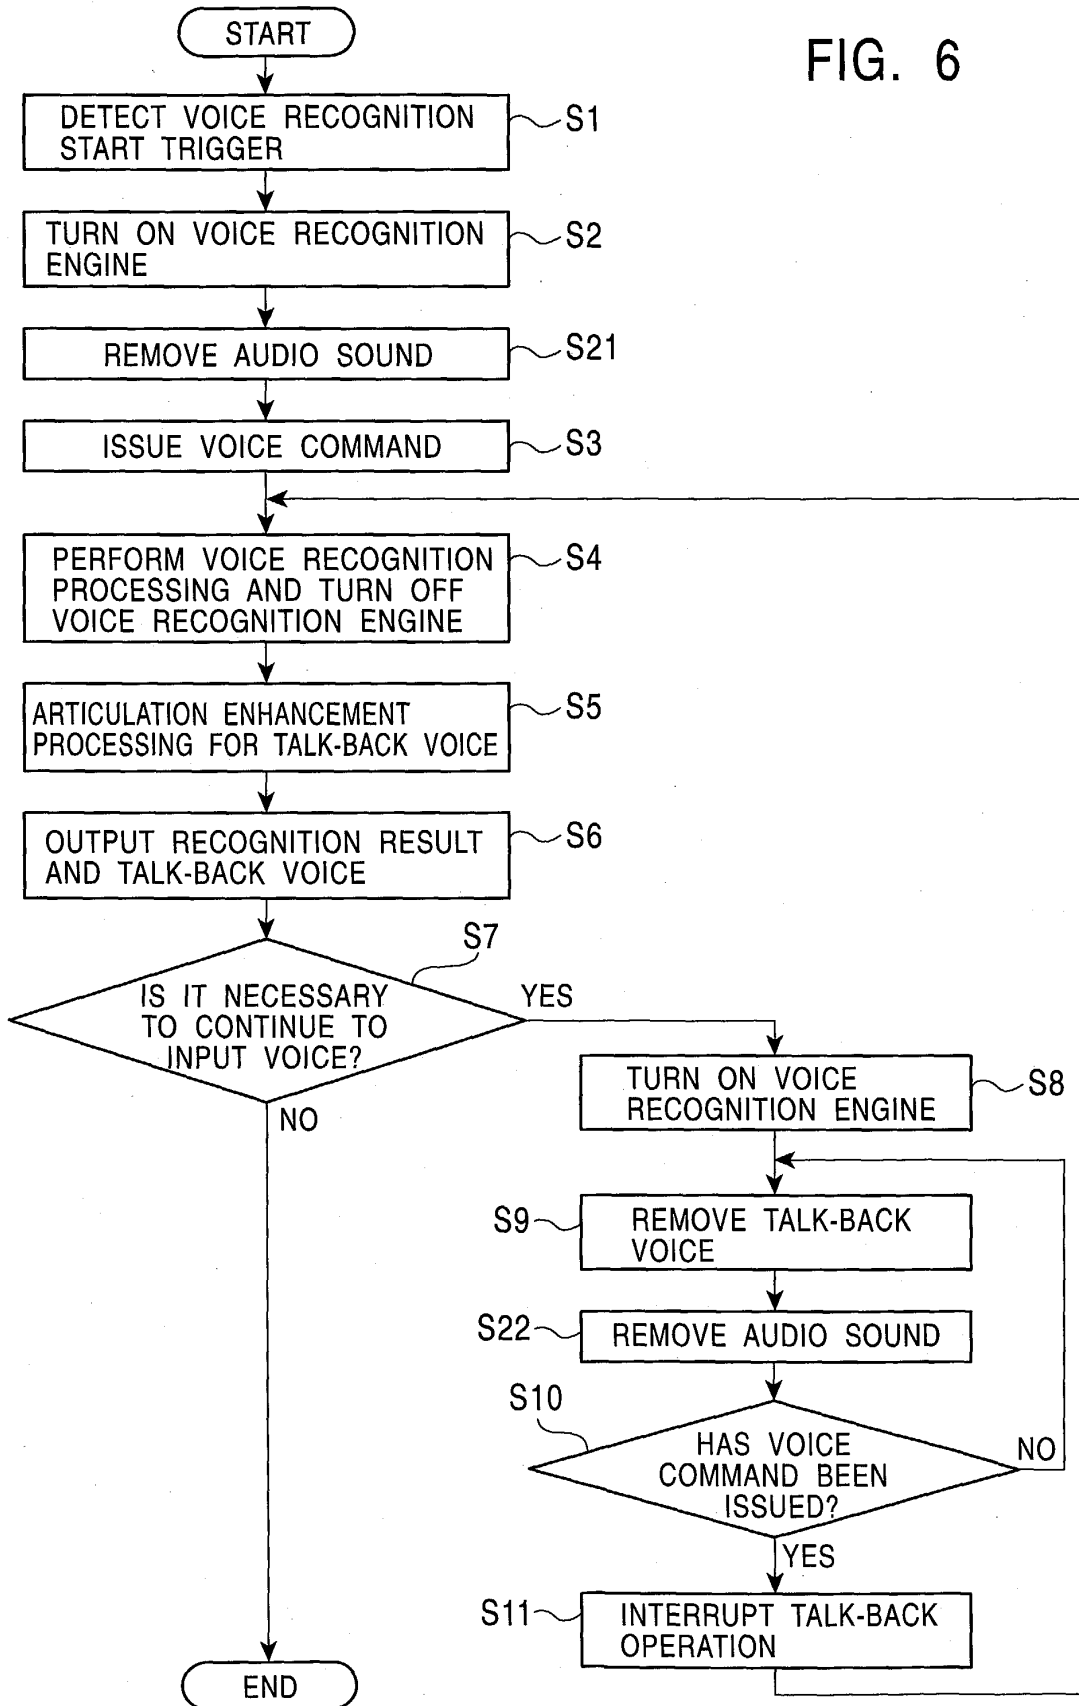 START
FIG. 6
DETECT VOICE RECOGNITION
START TRIGGER
S1
TURN ON VOICE RECOGNITION
ENGINE
S2
REMOVE AUDIO SOUND
S21
ISSUE VOICE COMMAND
S3
PERFORM VOICE RECOGNITION
PROCESSING AND TURN OFF
VOICE RECOGNITION ENGINE
S4
ARTICULATION ENHANCEMENT
PROCESSING FOR TALK-BACK VOICE
S5
OUTPUT RECOGNITION RESULT
AND TALK-BACK VOICE
S6
S7
IS IT NECESSARY
TO CONTINUE TO
INPUT VOICE?
YES
NO
TURN ON VOICE
RECOGNITION ENGINE
S8
S9
REMOVE TALK-BACK
VOICE
S22
REMOVE AUDIO SOUND
S10
HAS VOICE
COMMAND BEEN
ISSUED?
NO
YES
S11
INTERRUPT TALK-BACK
OPERATION
END